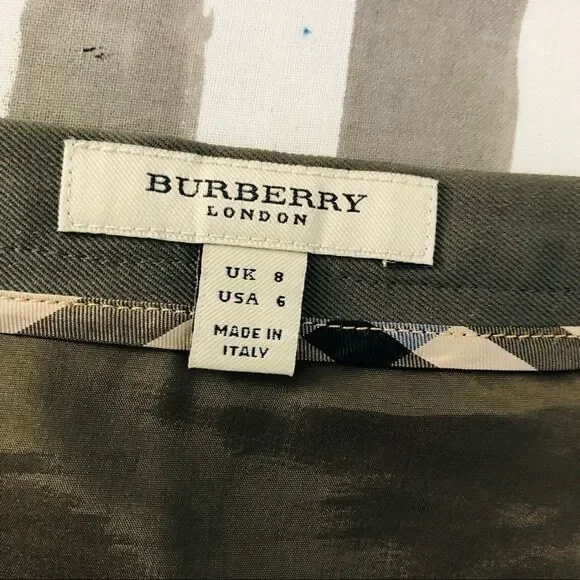 BURBERRY
LONDON
UK 8
USA 6
MADE IN
ITALY